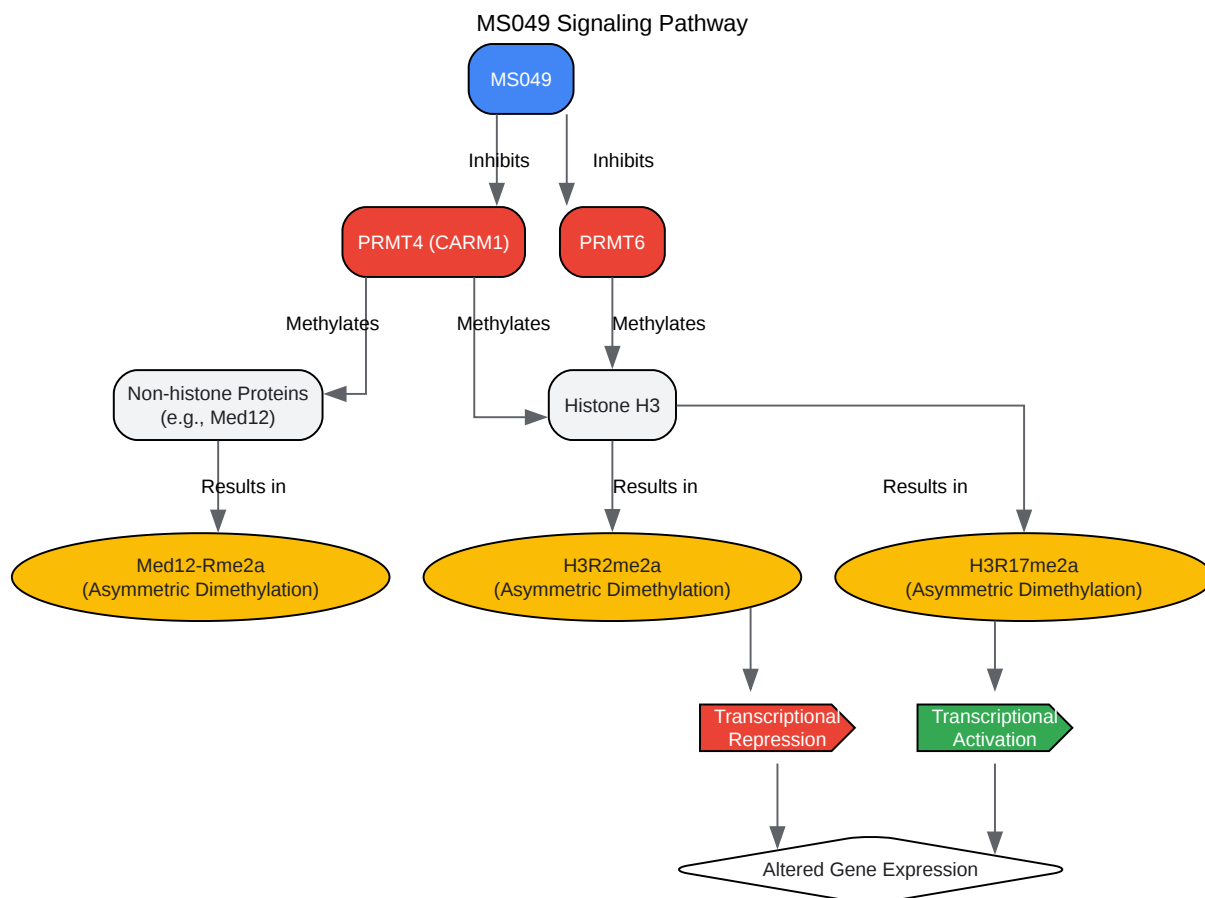 MS049 Signaling Pathway
MS049
Inhibits
Inhibits
PRMT4 (CARM1)
PRMT6
Methylates
Methylates
Methylates
Non-histone Proteins
(e.g., Med12)
Histone H3
Results in
Results in
Results in
Med12-Rme2a
(Asymmetric Dimethylation)
H3R2me2a
(Asymmetric Dimethylation)
H3R17me2a
(Asymmetric Dimethylation)
Transcriptional
Repression
Transcriptional
Activation
Altered Gene Expression